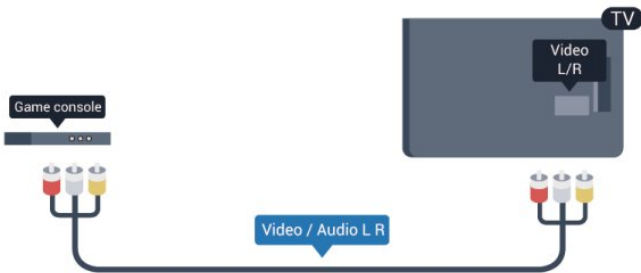 TV
Video
L/R
Game console
Video / Audio L R